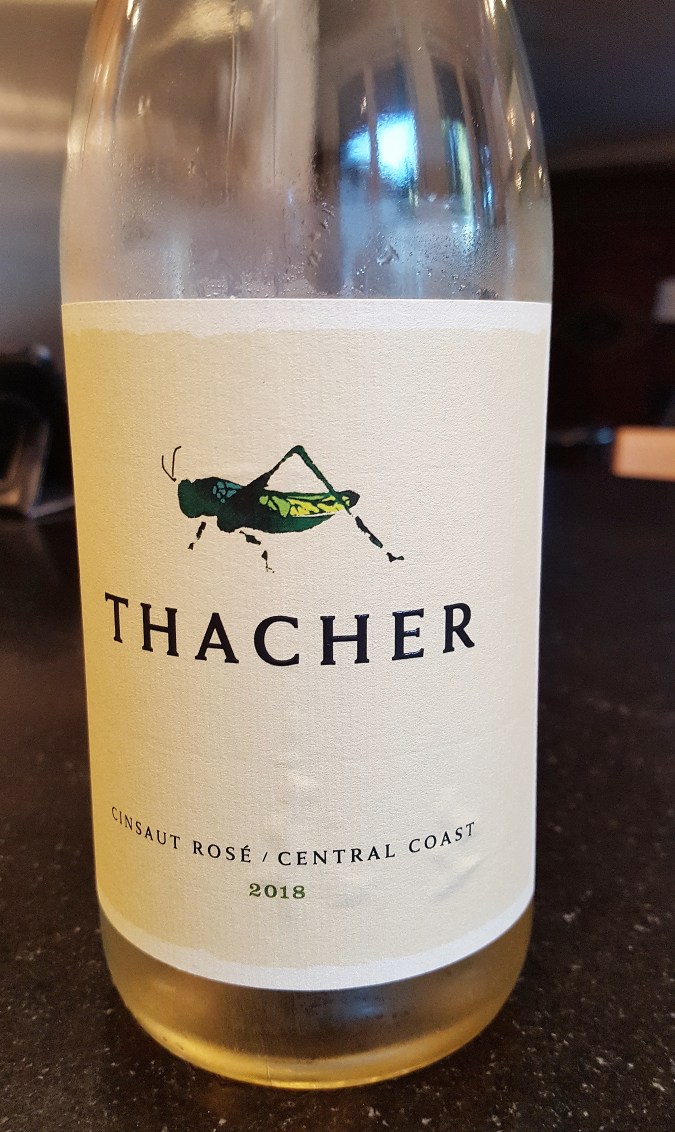 THACHER
CINSAUT ROSÉ / CENTRAL COAST
2018